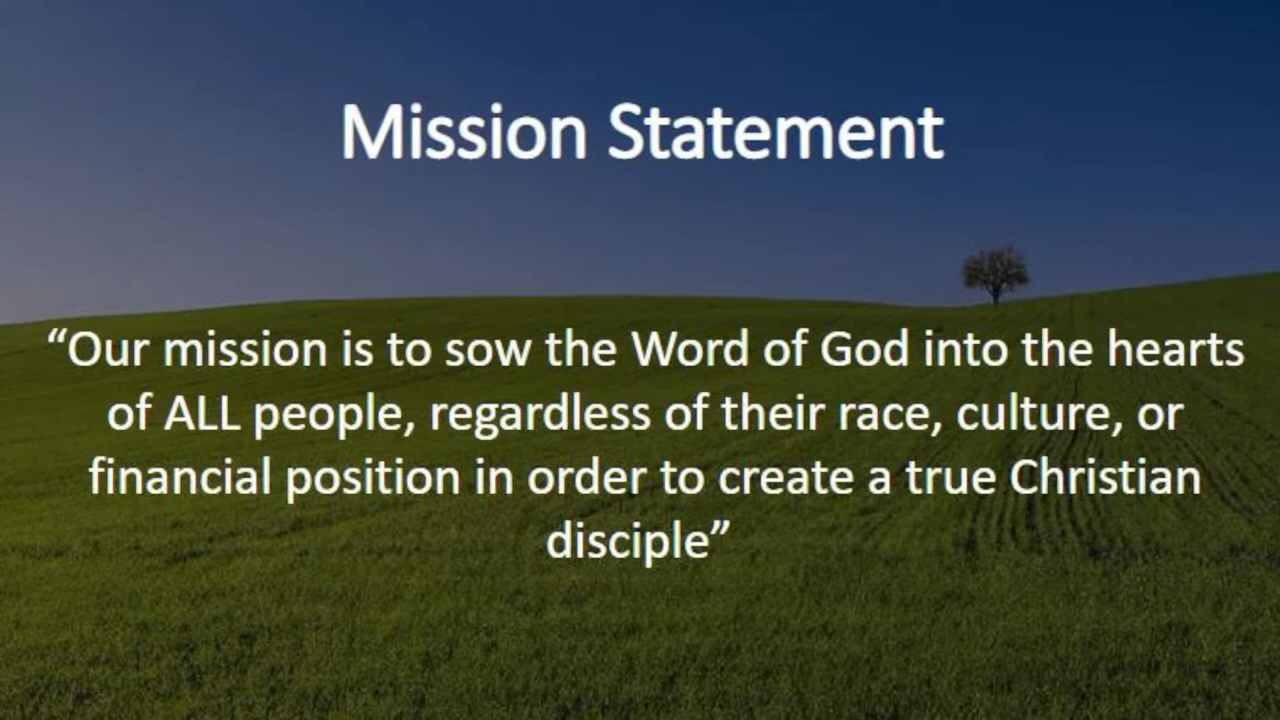 Mission Statement
“Our mission is to sow the Word of God into the hearts
of ALL people, regardless of their race, culture, or
financial position in order to create a true Christian
disciple”